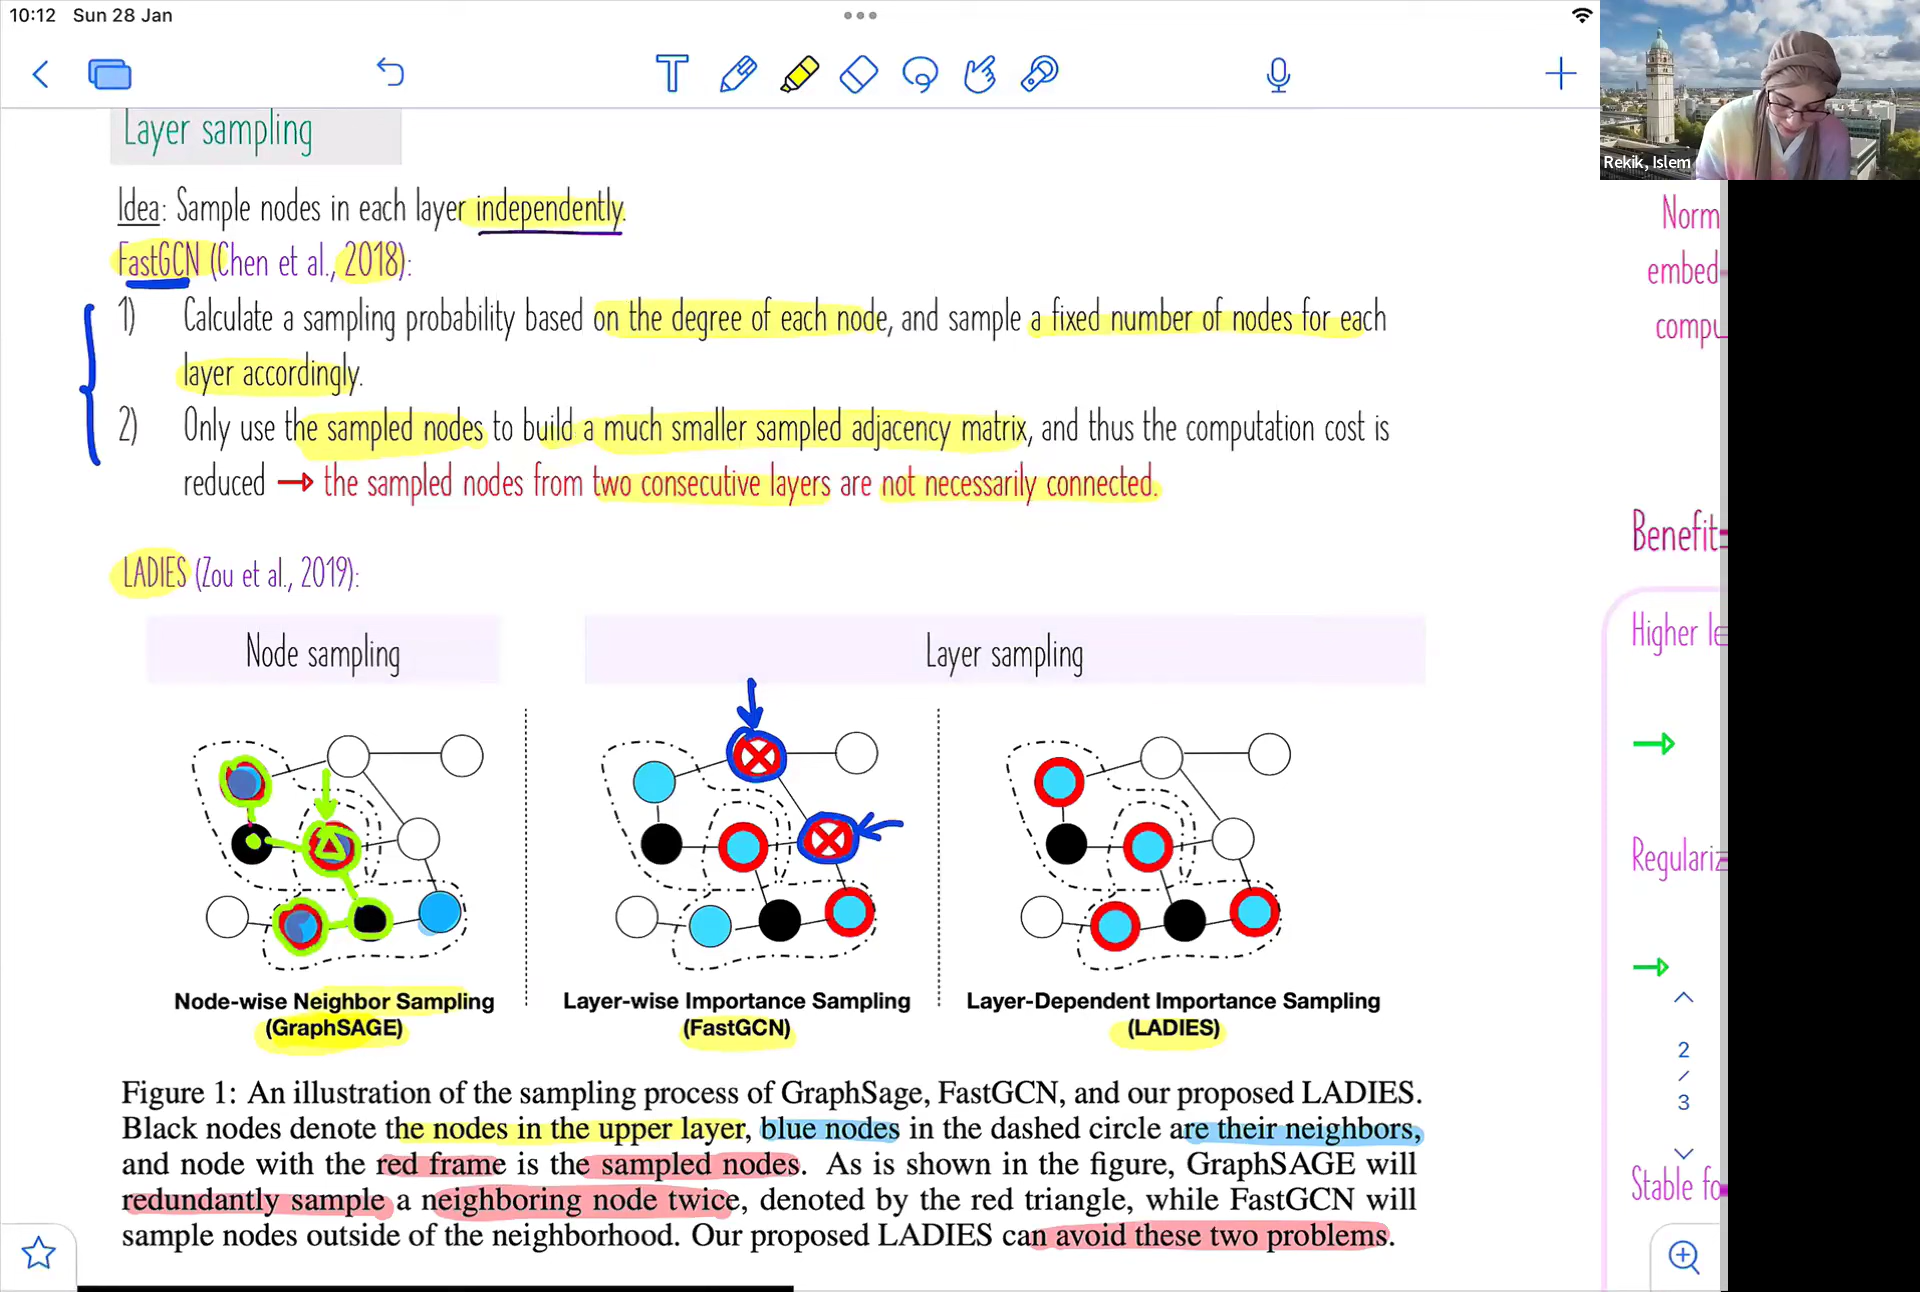 10:12 Sun 28 Jan
Rekik, Islem
Layer sampling
Idea: Sample nodes in each layer independently.
FastGCN (Chen et al., 2018):
1) Calculate a sampling probability based on the degree of each node, and sample a fixed number of nodes for each
layer accordingly.
2) Only use the sampled nodes to build a much smaller sampled adjacency matrix, and thus the computation cost is
reduced → the sampled nodes from two consecutive layers are not necessarily connected.
LADIES (Zou et al., 2019):
Node sampling
Layer sampling
Node-wise Neighbor Sampling
(GraphSAGE)
Layer-wise Importance Sampling
(FastGCN)
Layer-Dependent Importance Sampling
(LADIES)
Figure 1: An illustration of the sampling process of GraphSage, FastGCN, and our proposed LADIES.
Black nodes denote the nodes in the upper layer, blue nodes in the dashed circle are their neighbors,
and node with the red frame is the sampled nodes. As is shown in the figure, GraphSAGE will
redundantly sample a neighboring node twice, denoted by the red triangle, while FastGCN will
sample nodes outside of the neighborhood. Our proposed LADIES can avoid these two problems.
Norm
embed
compu
Benefit
Higher le
Regulariz
2
/
3
Stable fo